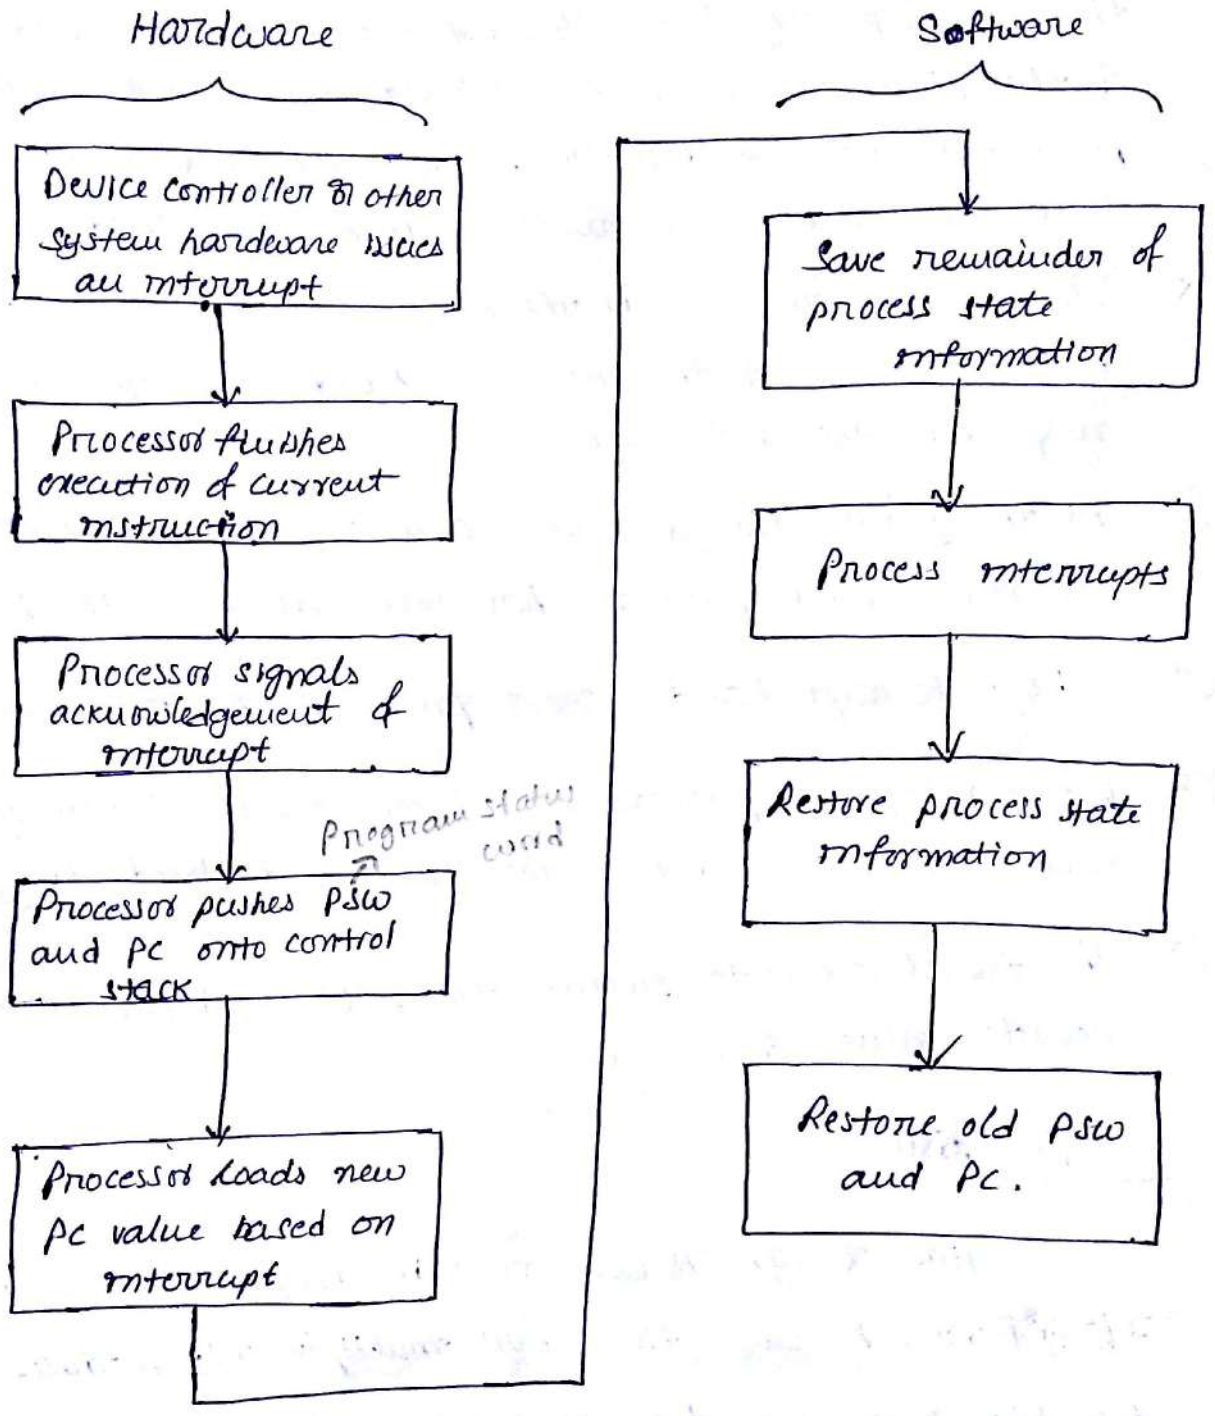 Hardware
Device controller or other
system hardware issues
an interrupt
Processor finishes
execution of current
instruction
Processor signals
acknowledgement of
interrupt
Program status
word
Processor pushes PSW
and PC onto control
stack
Processor loads new
PC value based on
interrupt
Software
Save remainder of
process state
information
Process interrupts
Restore process state
information
Restore old PSW
and PC.